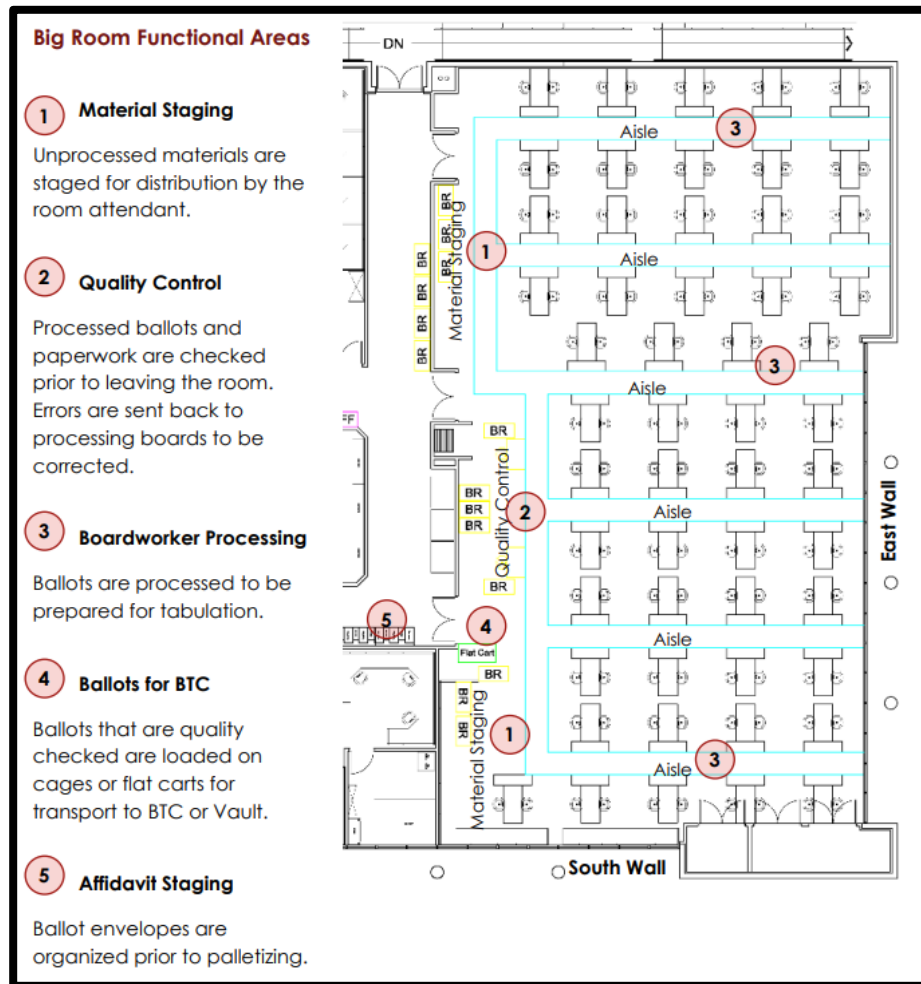 Big Room Functional Areas
1 Material Staging
Unprocessed materials are
staged for distribution by the
room attendant.
2 Quality Control
Processed ballots and
paperwork are checked
prior to leaving the room.
Errors are sent back to
processing boards to be
corrected.
3 Boardworker Processing
Ballots are processed to be
prepared for tabulation.
4 Ballots for BTC
Ballots that are quality
checked are loaded on
cages or flat carts for
transport to BTC or Vault.
5 Affidavit Staging
Ballot envelopes are
organized prior to palletizing.
DN
Aisle
3
Material Staging
BR
BR
BR
BR
BR
BR
BR
1
Aisle
3
Aisle
BR
Quality Control
BR
BR
BR
2
Aisle
BR
East Wall
5
4
Flat Cart
Aisle
BR
BR
BR
Material Staging
1
3
Aisle
South Wall